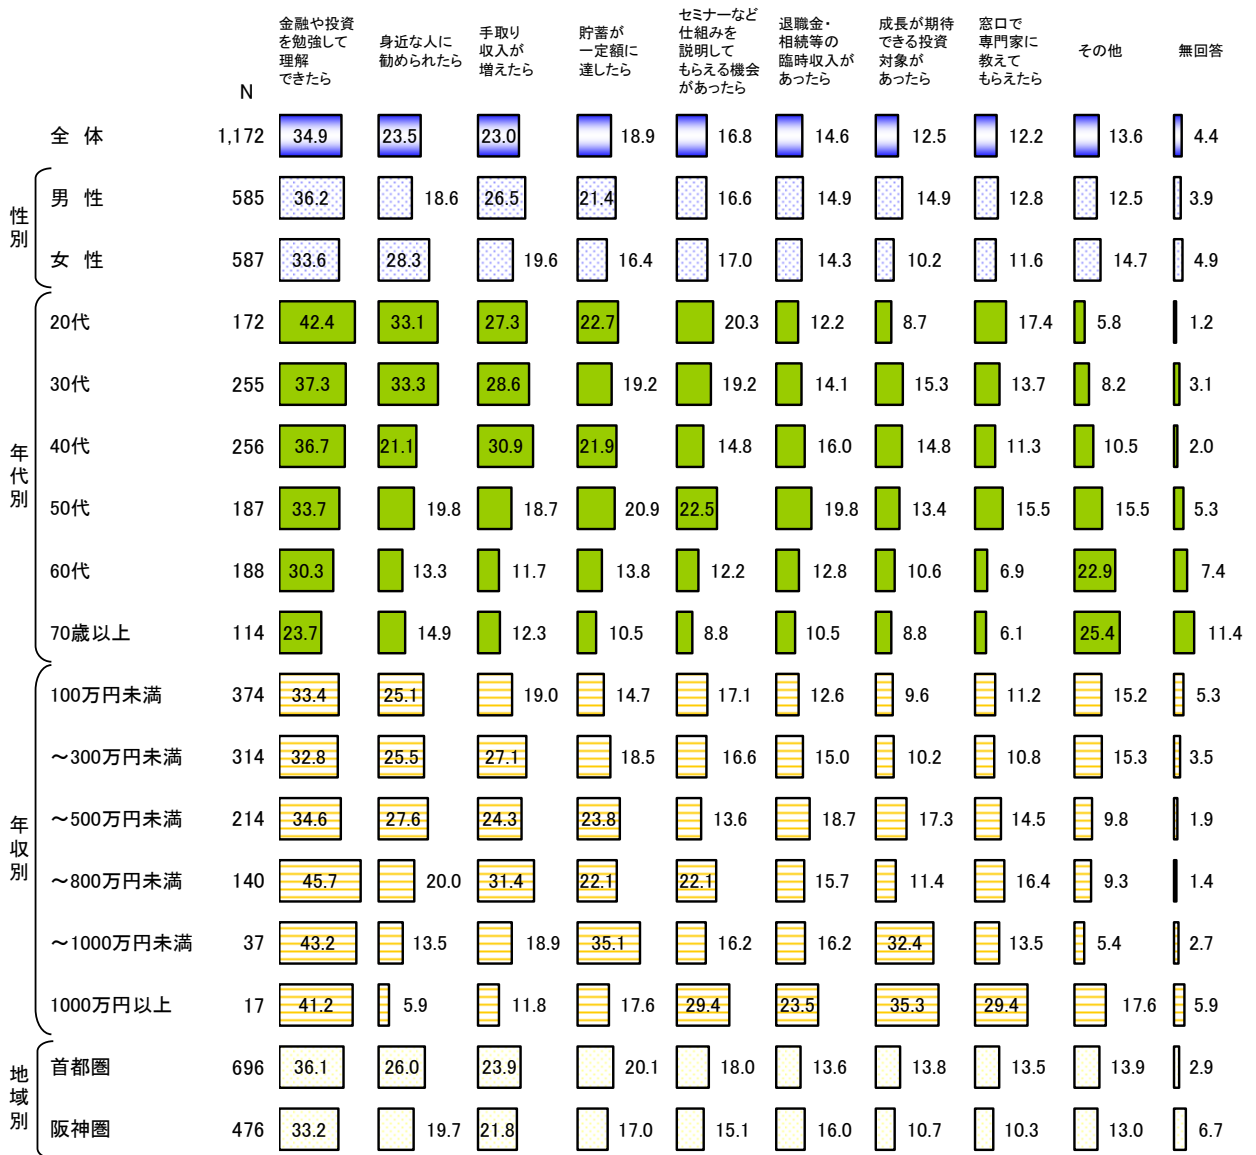 金融や投資
を勉強して
理解
できたら
身近な人に
勧められたら
手取り
収入が
増えたら
貯蓄が
一定額に
達したら
セミナーなど
仕組みを
説明して
もらえる機会
があったら
退職金・
相続等の
臨時収入が
あったら
成長が期待
できる投資
対象が
あったら
窓口で
専門家に
教えて
もらえたら
その他
無回答
N
全 体 1,172 34.9 23.5 23.0 18.9 16.8 14.6 12.5 12.2 13.6 4.4
性別
男 性 585 36.2 18.6 26.5 21.4 16.6 14.9 14.9 12.8 12.5 3.9
女 性 587 33.6 28.3 19.6 16.4 17.0 14.3 10.2 11.6 14.7 4.9
年代別
20代 172 42.4 33.1 27.3 22.7 20.3 12.2 8.7 17.4 5.8 1.2
30代 255 37.3 33.3 28.6 19.2 19.2 14.1 15.3 13.7 8.2 3.1
40代 256 36.7 21.1 30.9 21.9 14.8 16.0 14.8 11.3 10.5 2.0
50代 187 33.7 19.8 18.7 20.9 22.5 19.8 13.4 15.5 15.5 5.3
60代 188 30.3 13.3 11.7 13.8 12.2 12.8 10.6 6.9 22.9 7.4
70歳以上 114 23.7 14.9 12.3 10.5 8.8 10.5 8.8 6.1 25.4 11.4
年収別
100万円未満 374 33.4 25.1 19.0 14.7 17.1 12.6 9.6 11.2 15.2 5.3
～300万円未満 314 32.8 25.5 27.1 18.5 16.6 15.0 10.2 10.8 15.3 3.5
～500万円未満 214 34.6 27.6 24.3 23.8 13.6 18.7 17.3 14.5 9.8 1.9
～800万円未満 140 45.7 20.0 31.4 22.1 22.1 15.7 11.4 16.4 9.3 1.4
～1000万円未満 37 43.2 13.5 18.9 35.1 16.2 16.2 32.4 13.5 5.4 2.7
1000万円以上 17 41.2 5.9 11.8 17.6 29.4 23.5 35.3 29.4 17.6 5.9
地域別
首都圏 696 36.1 26.0 23.9 20.1 18.0 13.6 13.8 13.5 13.9 2.9
阪神圏 476 33.2 19.7 21.8 17.0 15.1 16.0 10.7 10.3 13.0 6.7